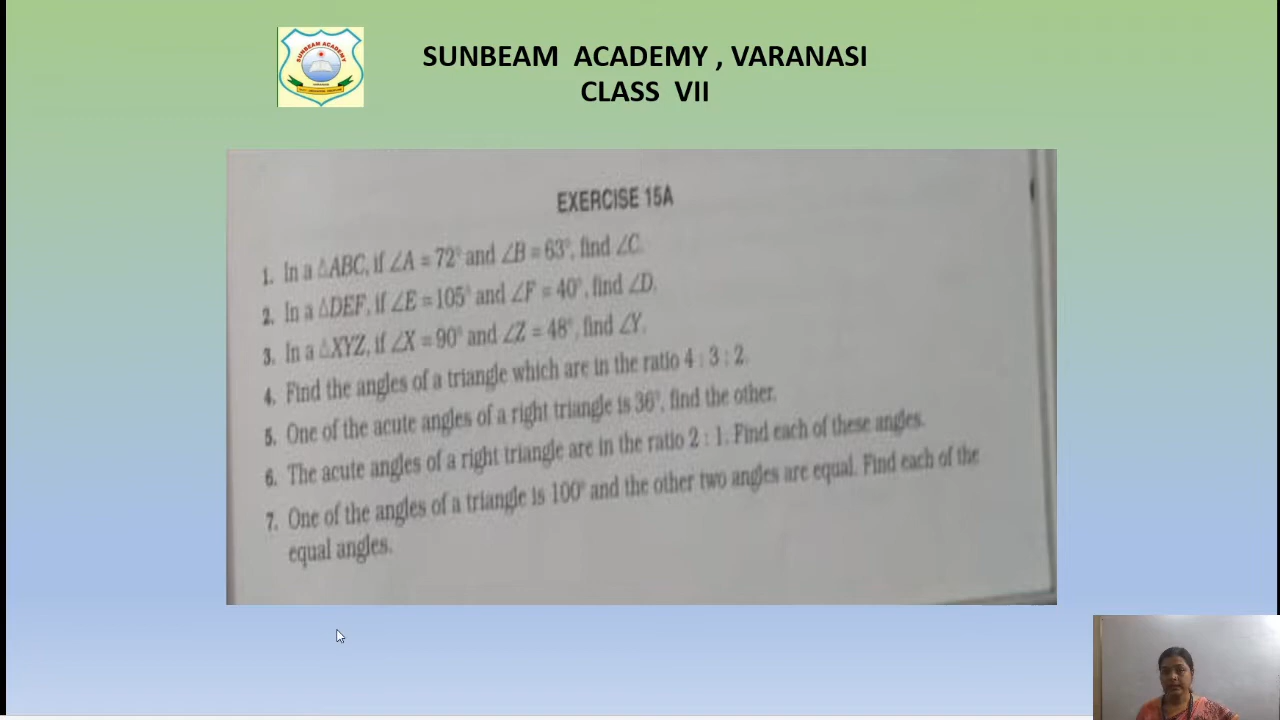 SUNBEAM ACADEMY
SUNBEAM ACADEMY , VARANASI
CLASS VII
EXERCISE 15A
1. In a △ABC, if ∠A = 72° and ∠B = 63°, find ∠C.
2. In a △DEF, if ∠E = 105° and ∠F = 40°, find ∠D.
3. In a △XYZ, if ∠X = 90° and ∠Z = 48°, find ∠Y.
4. Find the angles of a triangle which are in the ratio 4 : 3 : 2.
5. One of the acute angles of a right triangle is 36°, find the other.
6. The acute angles of a right triangle are in the ratio 2 : 1. Find each of these angles.
7. One of the angles of a triangle is 100° and the other two angles are equal. Find each of the
equal angles.